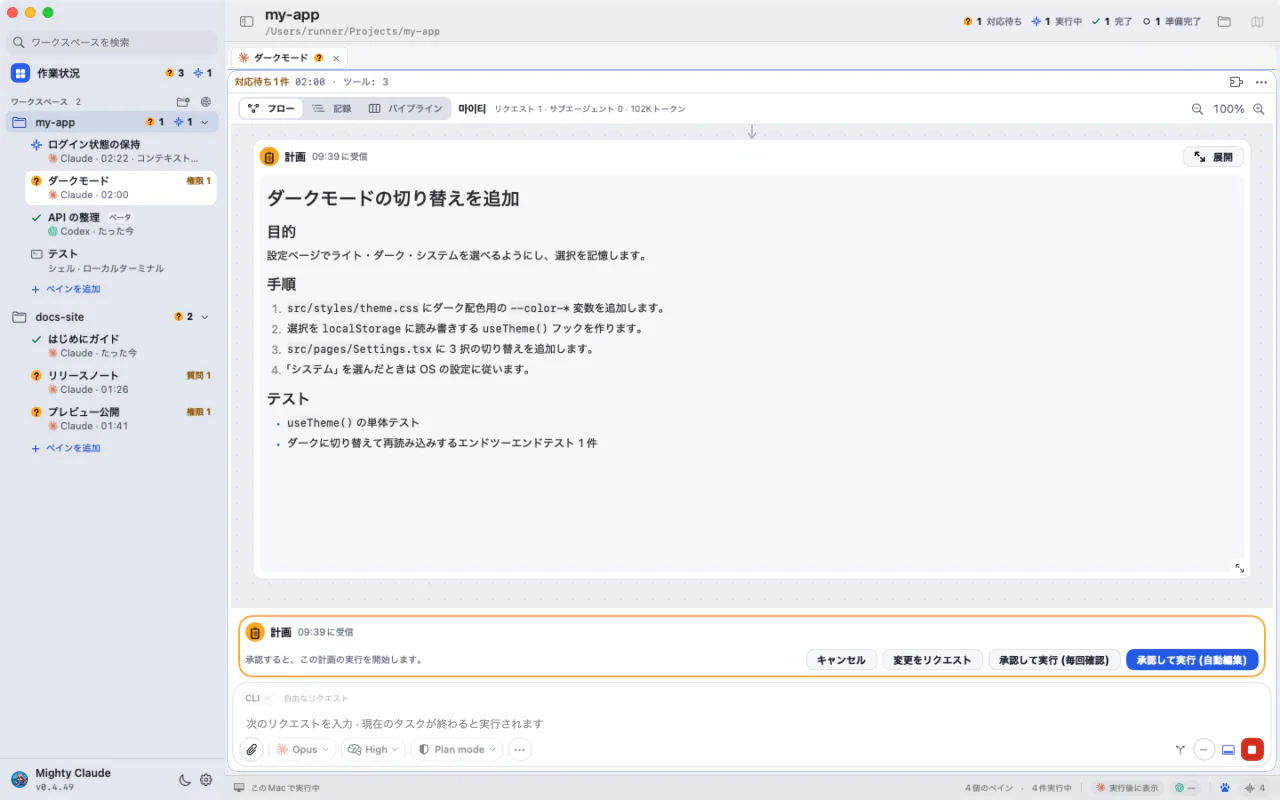 ワークスペースを検索
作業状況
3
1
ワークスペース 2
my-app
1
1
ログイン状態の保持
Claude · 02:22 · コンテキスト...
ダークモード
権限 1
Claude · 02:00
API の整理
ベータ
Codex · たった今
テスト
シェル · ローカルターミナル
+ ペインを追加
docs-site
2
はじめにガイド
Claude · たった今
リリースノート
質問 1
Claude · 01:26
プレビュー公開
権限 1
Claude · 01:41
+ ペインを追加
Mighty Claude
v0.4.49
my-app
/Users/runner/Projects/my-app
1 対応待ち
1 実行中
1 完了
1 準備完了
ダークモード
対応待ち1件 02:00 · ツール: 3
フロー
記録
パイプライン
마이티
リクエスト 1 · サブエージェント 0 · 102Kトークン
100%
計画 09:39に受信
展開
ダークモードの切り替えを追加
目的
設定ページでライト・ダーク・システムを選べるようにし、選択を記憶します。
手順
1. src/styles/theme.css にダーク配色用の --color-* 変数を追加します。
2. 選択を localStorage に読み書きする useTheme() フックを作ります。
3. src/pages/Settings.tsx に 3 択の切り替えを追加します。
4. 「システム」を選んだときは OS の設定に従います。
テスト
• useTheme() の単体テスト
• ダークに切り替えて再読み込みするエンドツーエンドテスト 1 件
計画 09:39に受信
承認すると、この計画の実行を開始します。
キャンセル
変更をリクエスト
承認して実行 (毎回確認)
承認して実行 (自動編集)
CLI
自由なリクエスト
次のリクエストを入力 · 現在のタスクが終わると実行されます
Opus
High
Plan mode
この Mac で実行中
4個のペイン · 4件実行中
実行後に表示
4